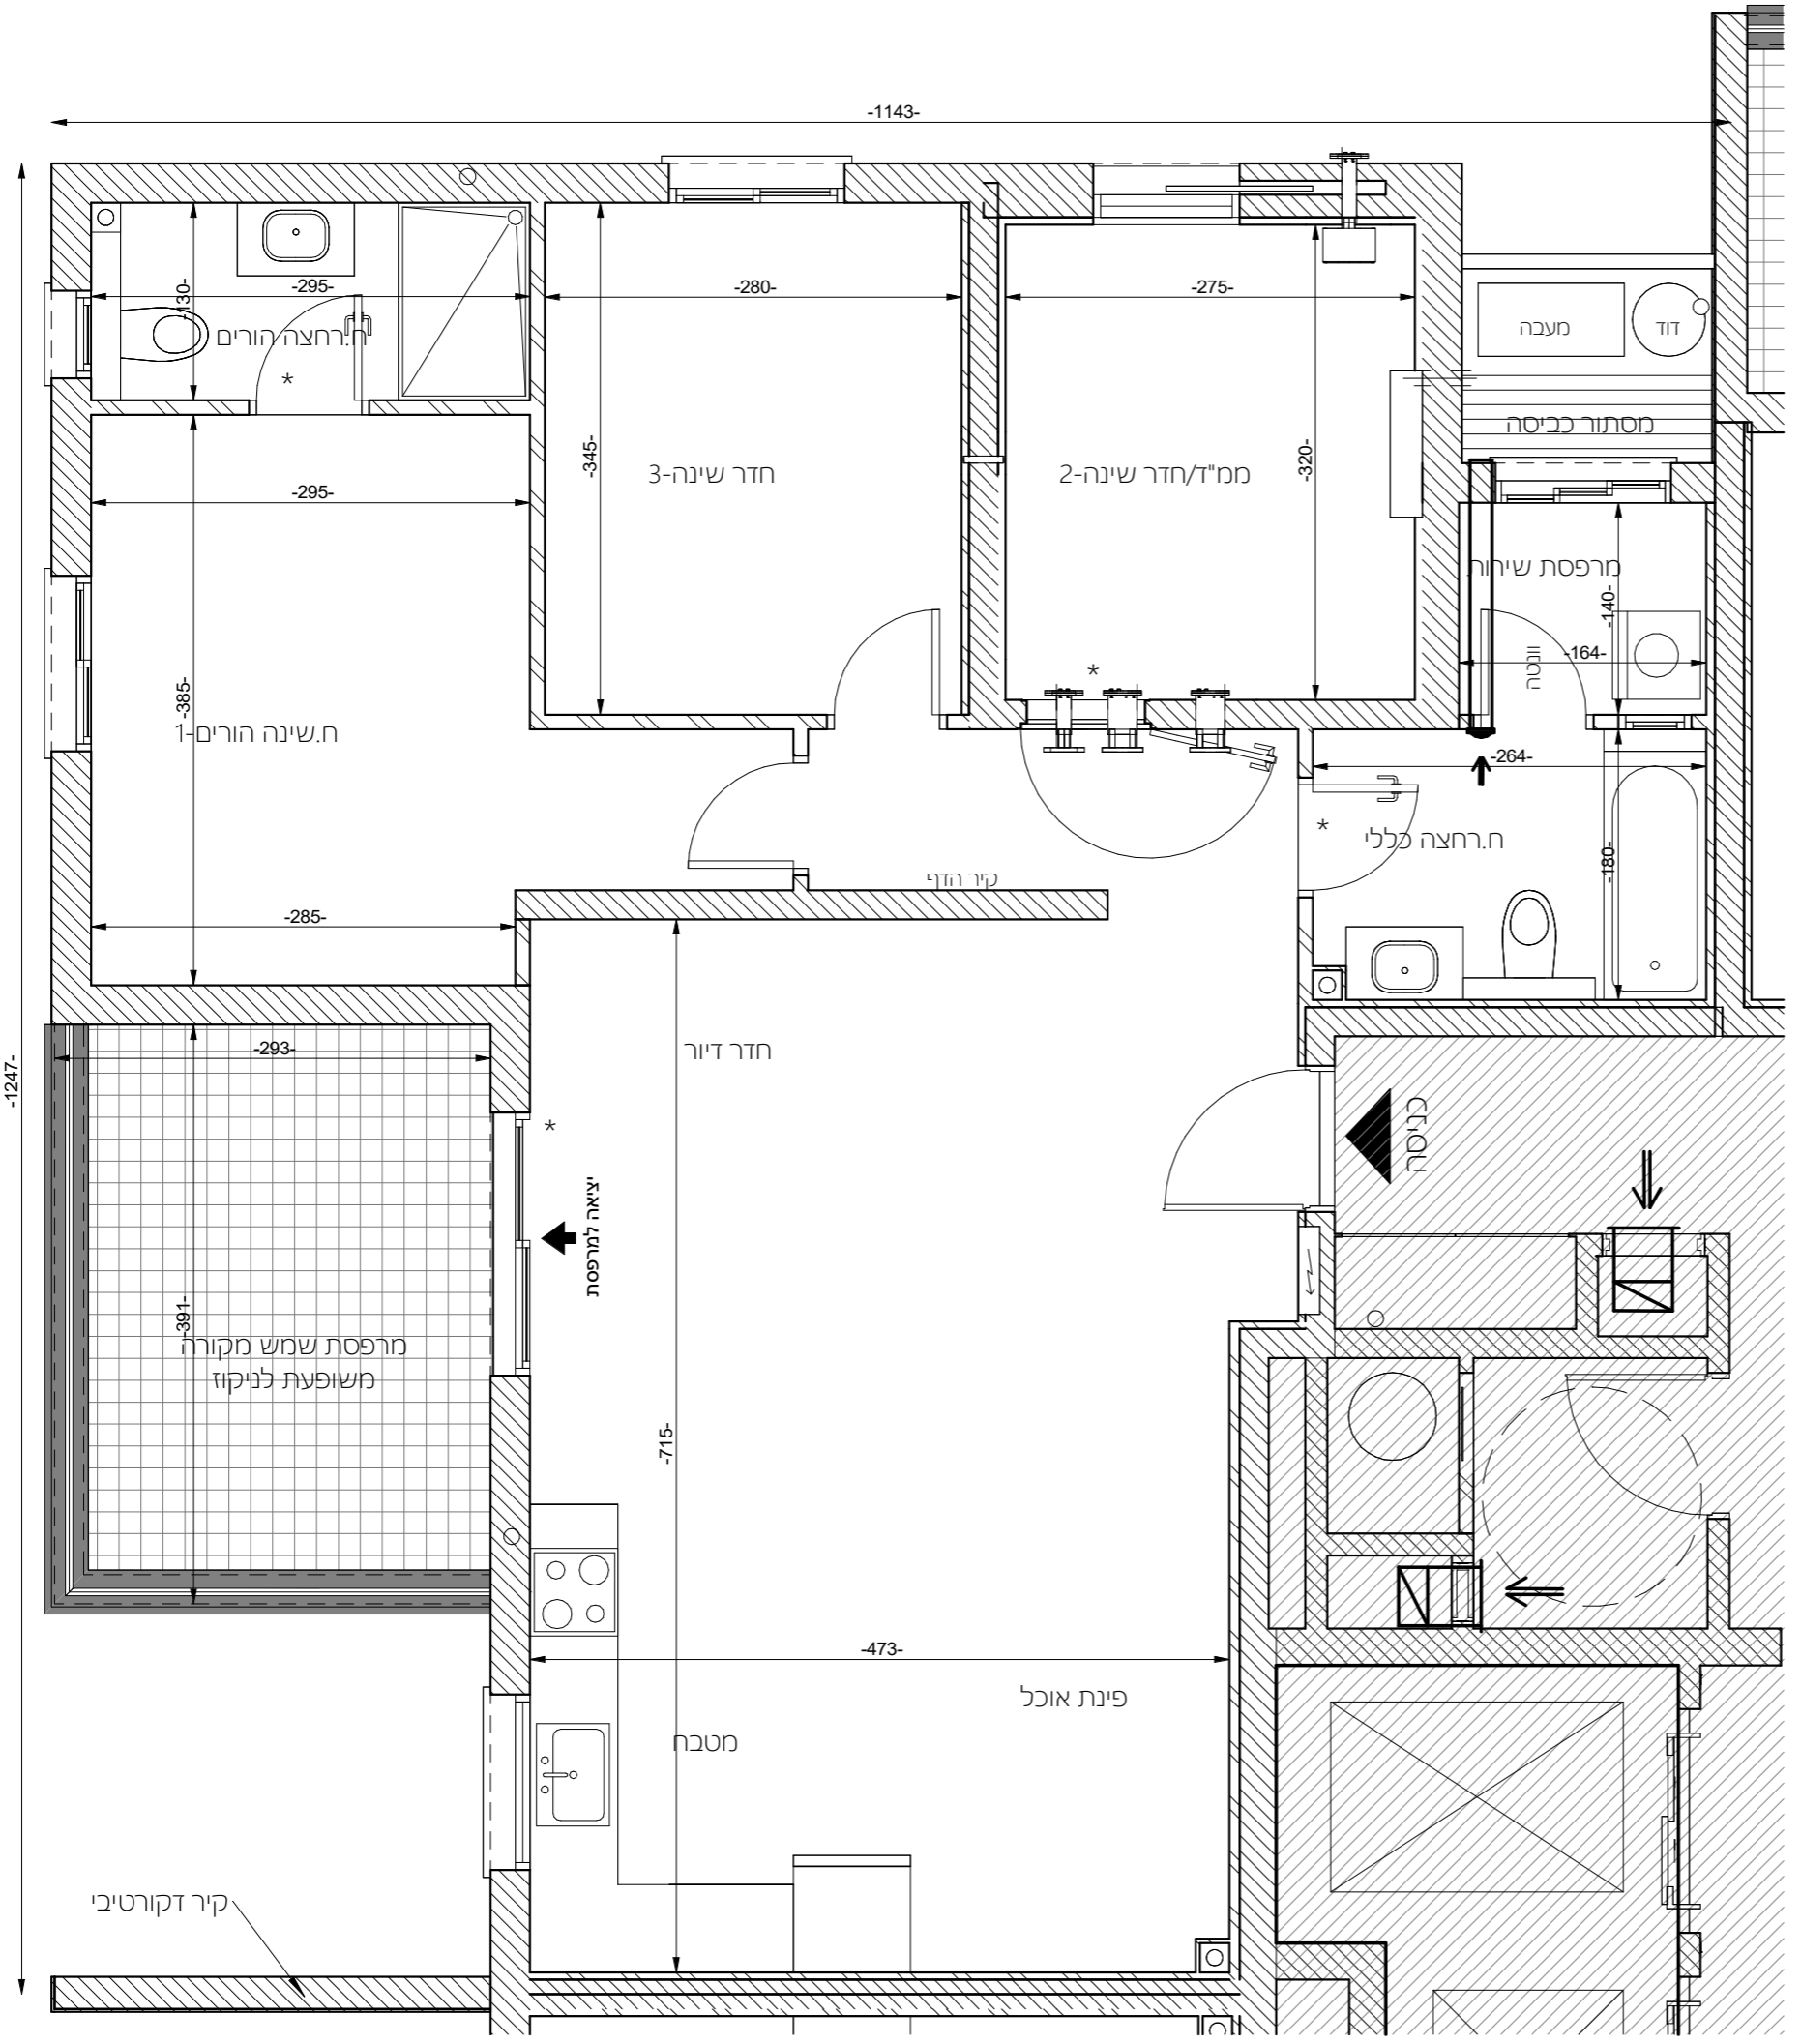 -1143-
-1247-
-130-
-295-
ח.רחצה הורים
*
-280-
-345-
חדר שינה-3
-275-
-320-
ממ"ד/חדר שינה-2
*
מעבה
דוד
מסתור כביסה
מרפסת שירות
-140-
-164-
וונטה
-295-
-385-
ח.שינה הורים-1
-285-
קיר הדף
-264-
*
ח.רחצה כללי
-180-
-293-
-391-
מרפסת שמש מקורה
משופעת לניקוז
חדר דיור
*
יציאה למרפסת
כניסה
-715-
-473-
פינת אוכל
מטבח
קיר דקורטיבי